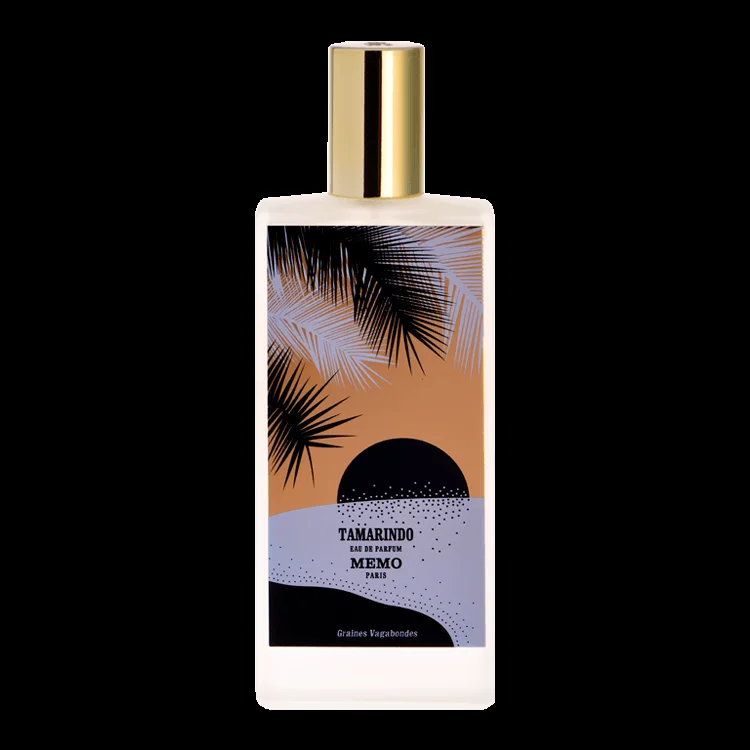 TAMARINDO
EAU DE PARFUM
MEMO
PARIS
Graines Vagabondes